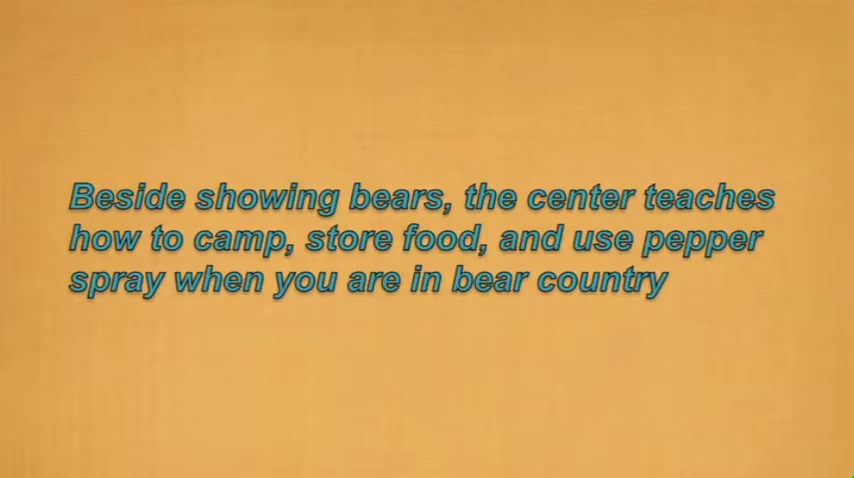 Beside showing bears, the center teaches
how to camp, store food, and use pepper
spray when you are in bear country